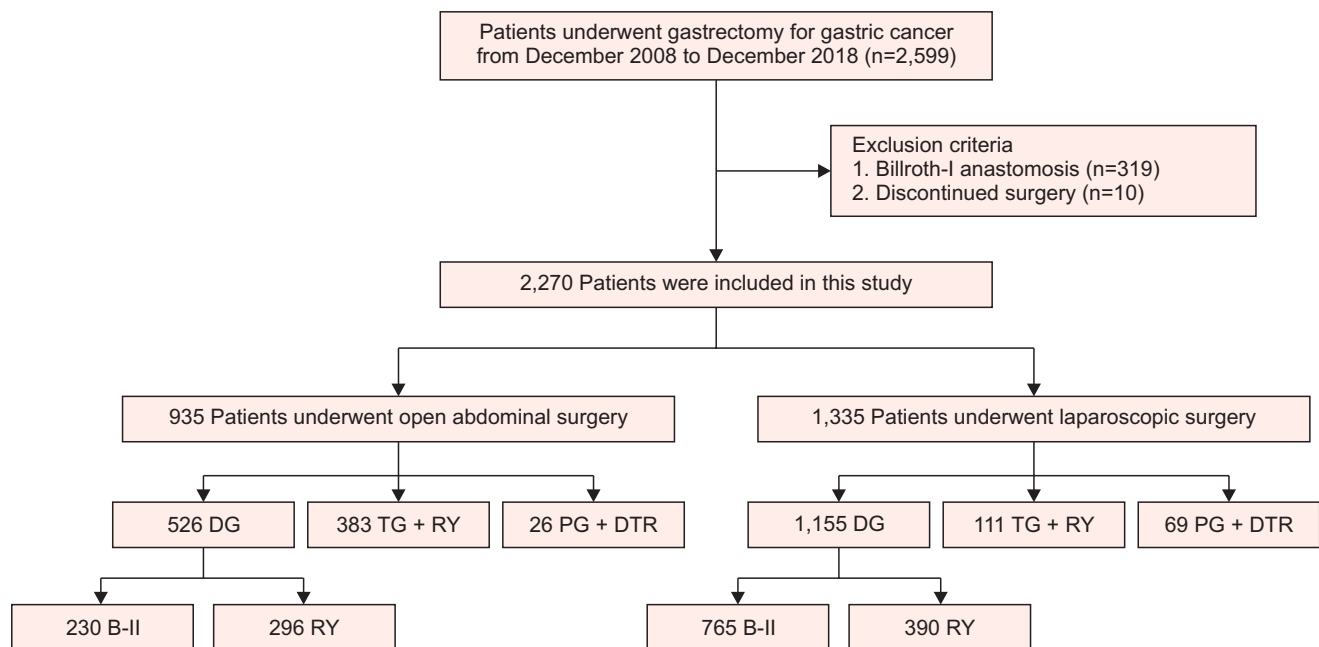 Patients underwent gastrectomy for gastric cancer
from December 2008 to December 2018 (n=2,599)
Exclusion criteria
1. Billroth-I anastomosis (n=319)
2. Discontinued surgery (n=10)
2,270 Patients were included in this study
935 Patients underwent open abdominal surgery
1,335 Patients underwent laparoscopic surgery
526 DG
383 TG + RY
26 PG + DTR
1,155 DG
111 TG + RY
69 PG + DTR
230 B-II
296 RY
765 B-II
390 RY